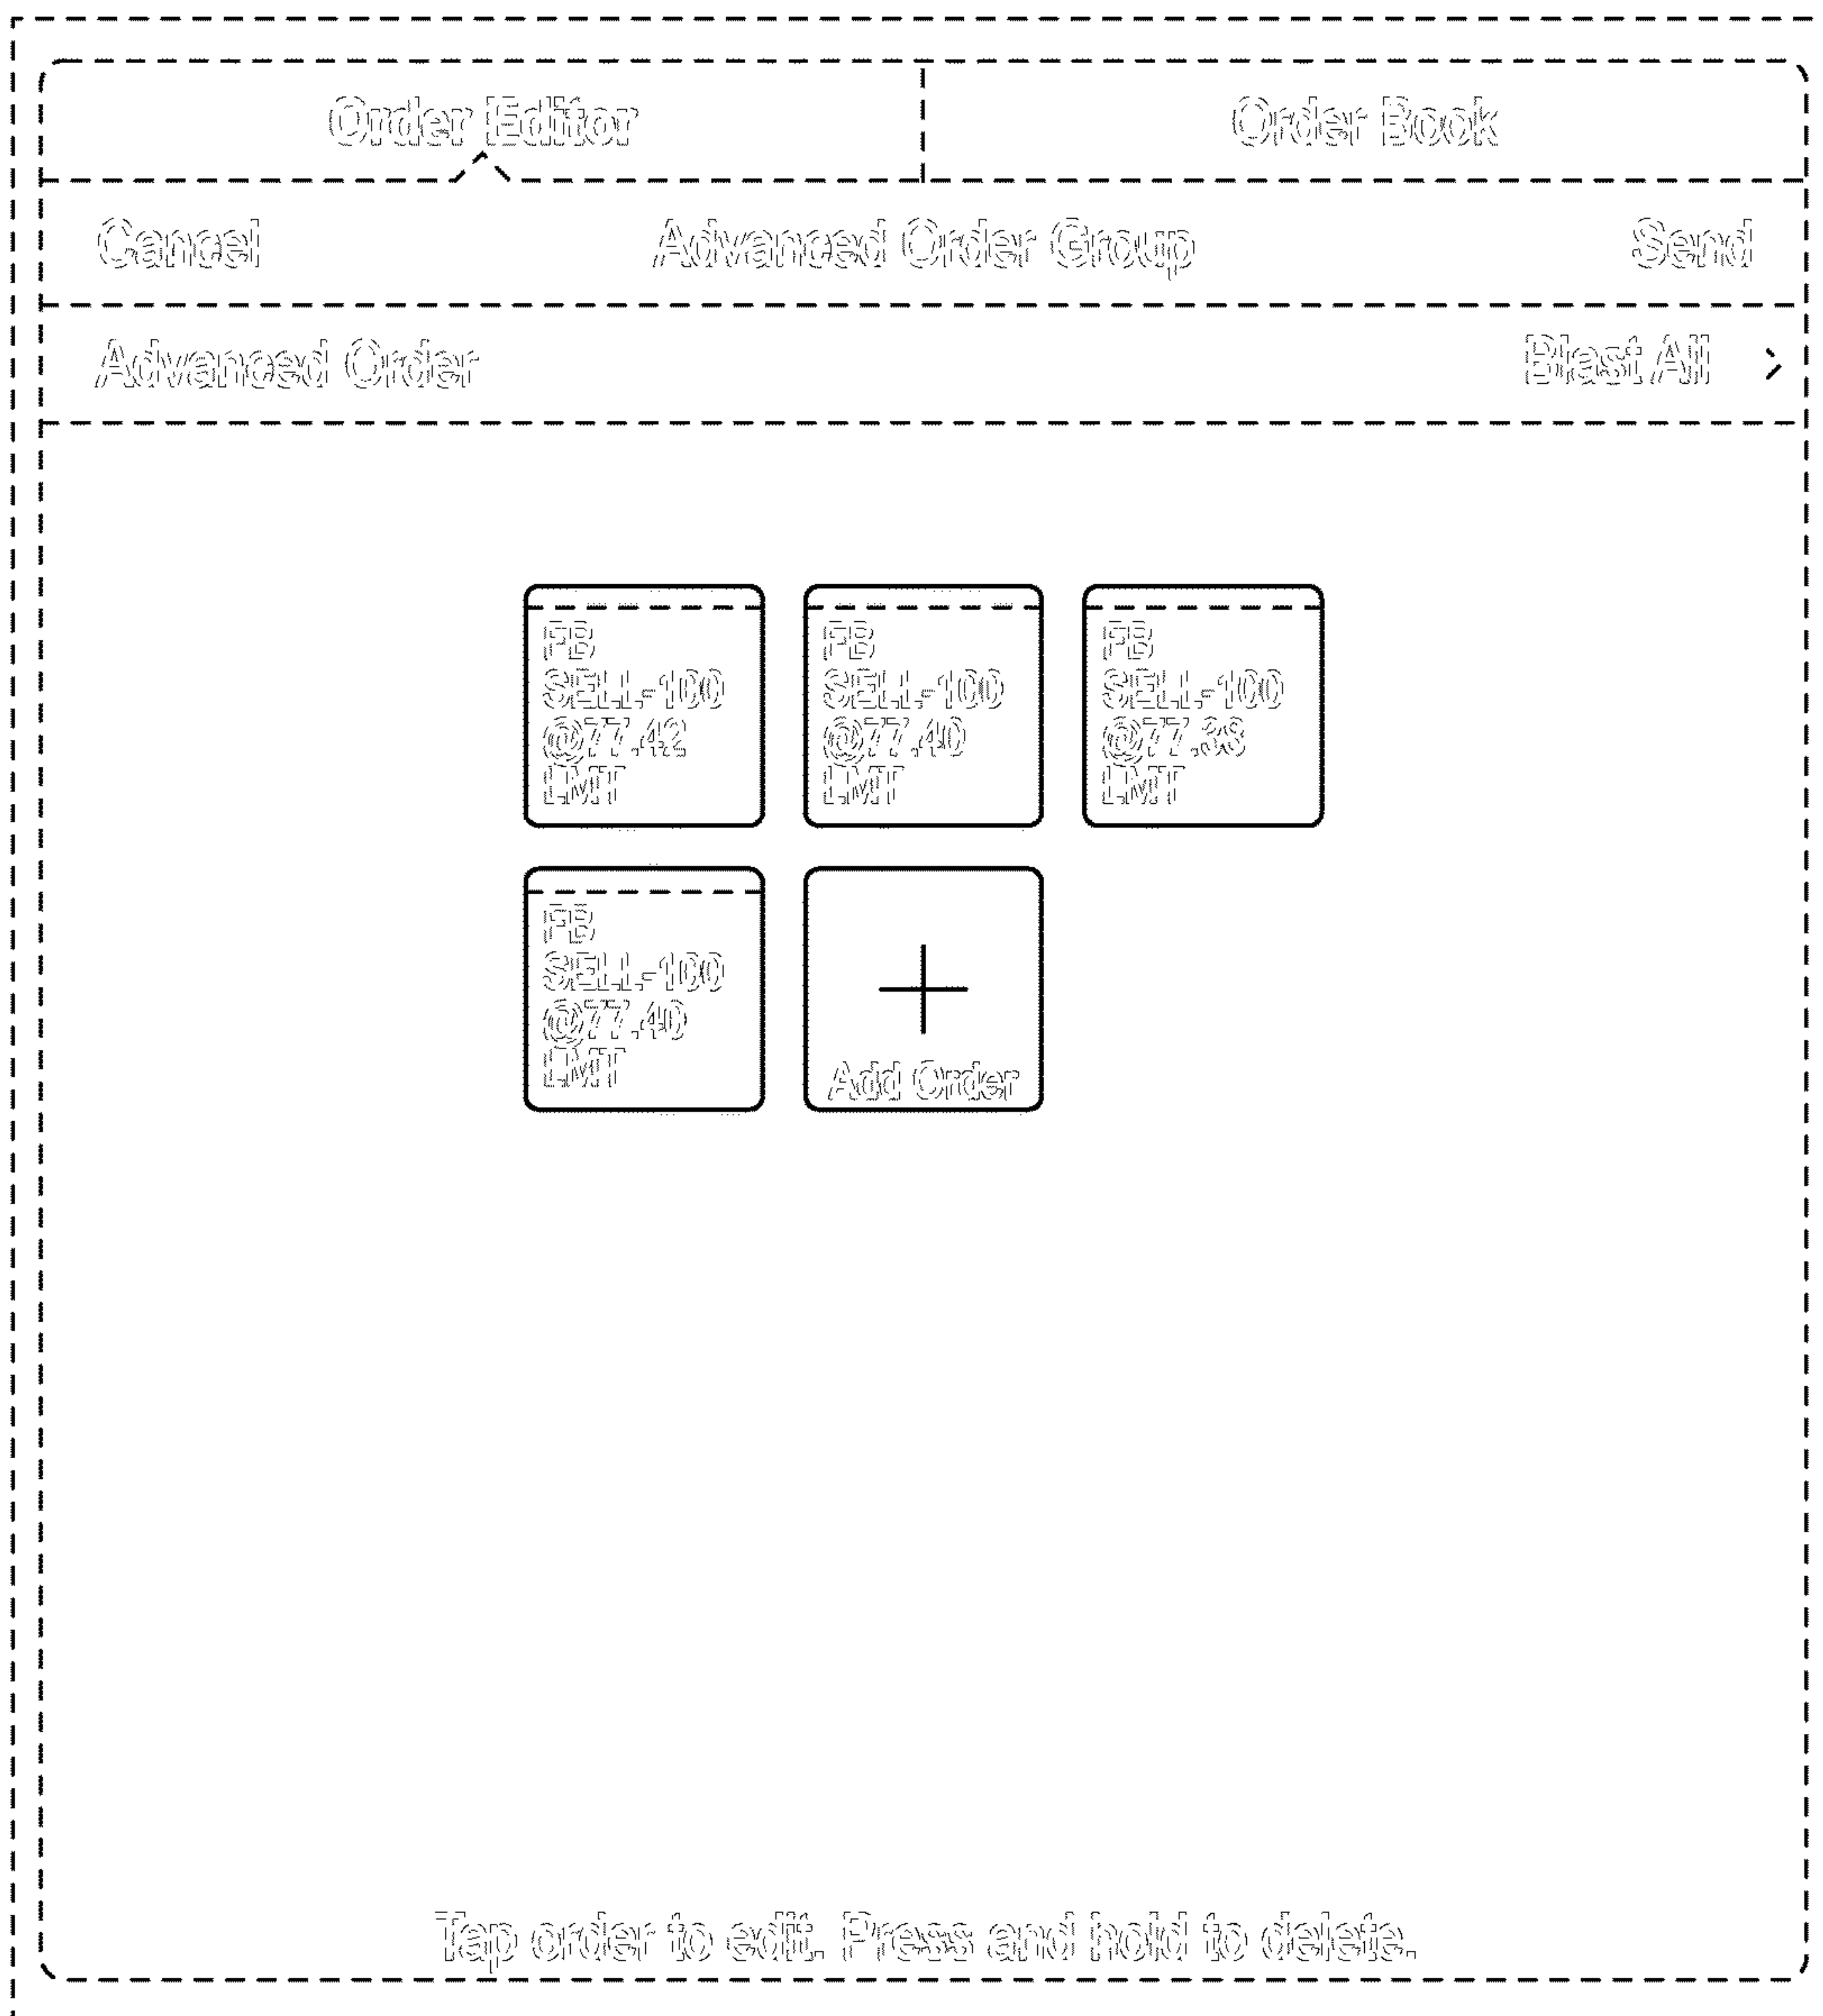 Order Editor Order Book
Cancel Advanced Order Group Send
Advanced Order Blast All
FB
SELL -100
@77.42
LMT
FB
SELL -100
@77.40
LMT
FB
SELL -100
@77.38
LMT
FB
SELL -100
@77.40
LMT
Add Order
Tap order to edit. Press and hold to delete.